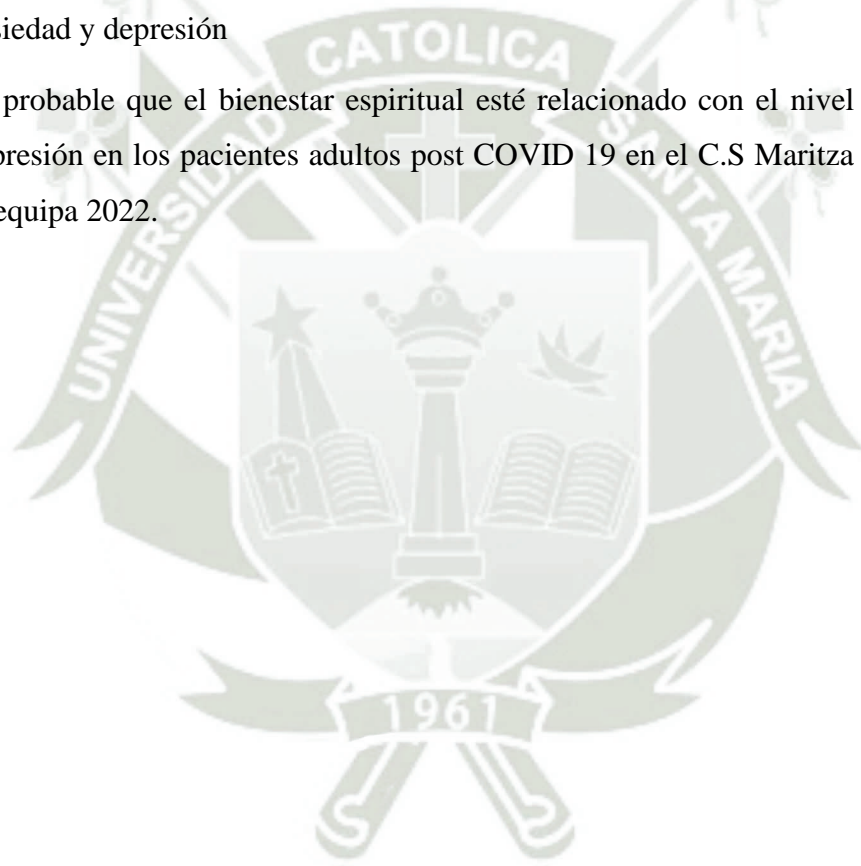 siedad y depresión
probable que el bienestar espiritual esté relacionado con el nivel
presión en los pacientes adultos post COVID 19 en el C.S Maritza
equipa 2022.
UNIVERSIDAD CATOLICA SANTA MARIA
1961